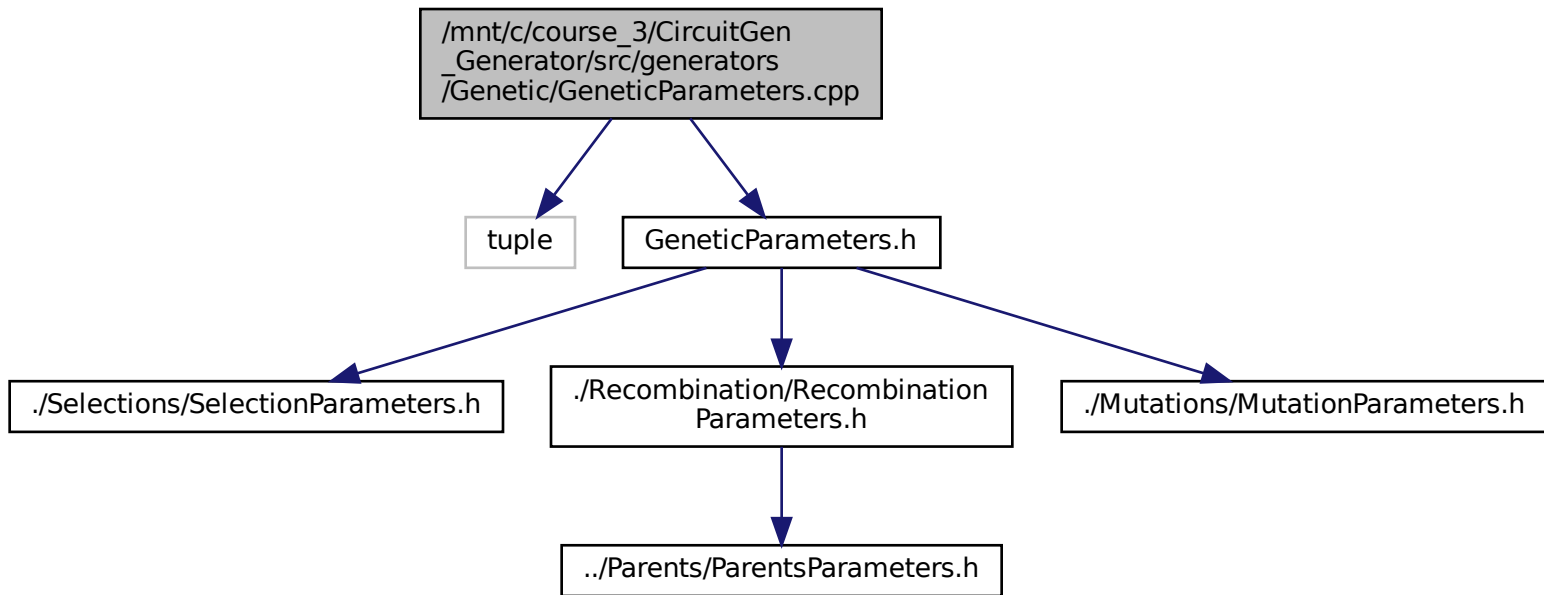 /mnt/c/course_3/CircuitGen
_Generator/src/generators
/Genetic/GeneticParameters.cpp
tuple
GeneticParameters.h
./Selections/SelectionParameters.h
./Recombination/Recombination
Parameters.h
./Mutations/MutationParameters.h
../Parents/ParentsParameters.h